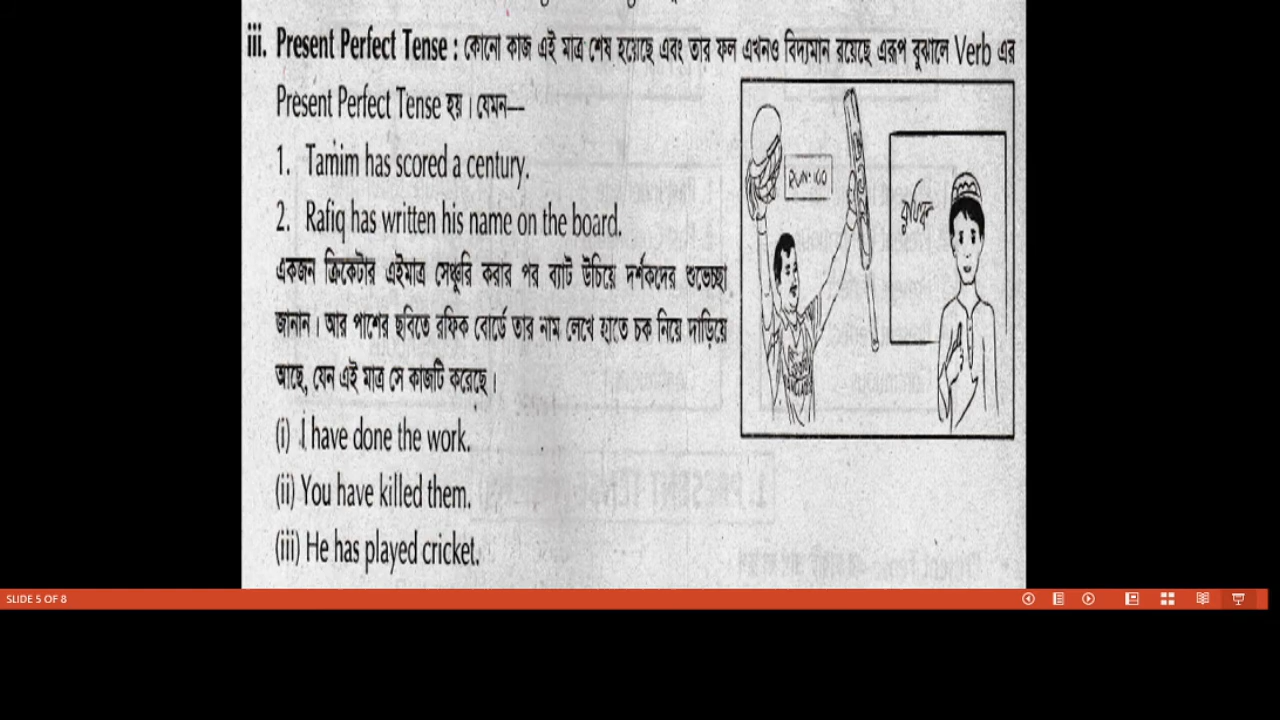 iii. Present Perfect Tense : কোনো কাজ এই মাত্র শেষ হয়েছে এবং তার ফল এখনও বিদ্যমান রয়েছে এরূপ বুঝালে Verb এর
Present Perfect Tense হয়। যেমন—
1. Tamim has scored a century.
2. Rafiq has written his name on the board.
একজন ক্রিকেটার এইমাত্র সেঞ্চুরি করার পর ব্যাট উচিয়ে দর্শকদের শুভেচ্ছা
জানান। আর পাশের ছবিতে রফিক বোর্ডে তার নাম লেখে হাতে চক নিয়ে দাড়িয়ে
আছে, যেন এই মাত্র সে কাজটি করেছে।
(i) I have done the work.
(ii) You have killed them.
(iii) He has played cricket.
RUN: 100
রফিক
SLIDE 5 OF 8